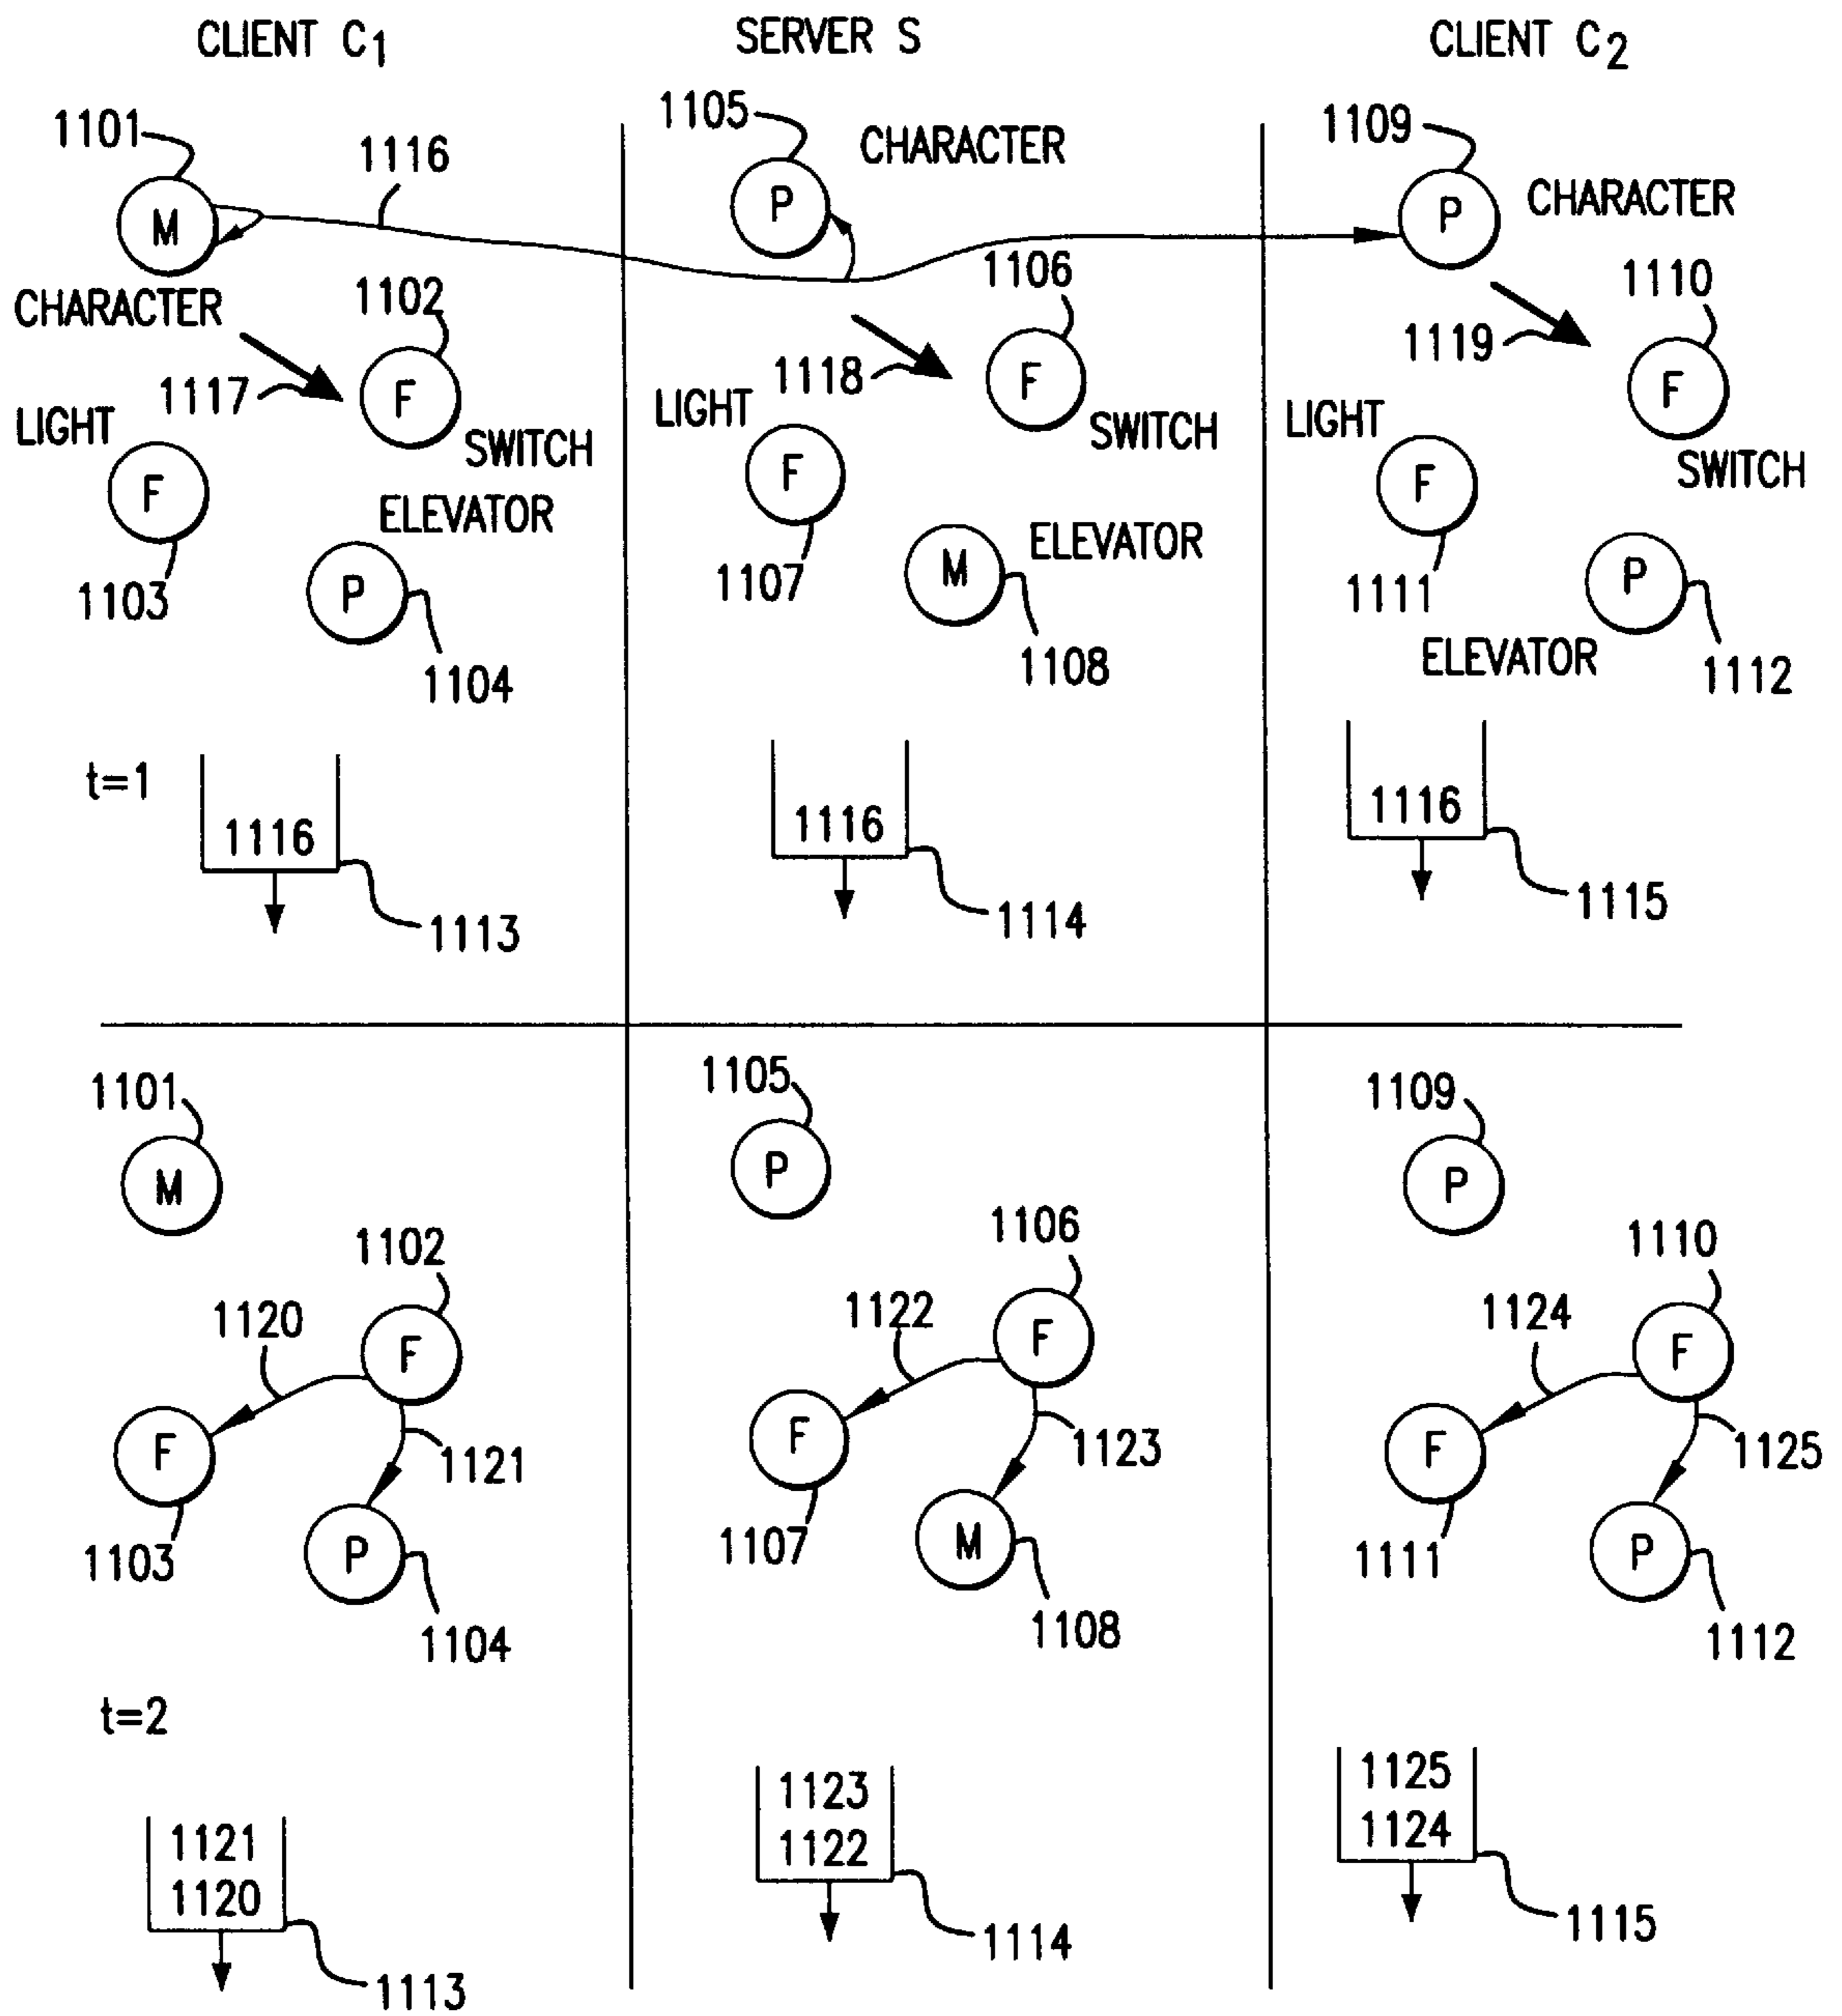 CLIENT C1
SERVER S
CLIENT C2
1101
1116
M
CHARACTER
1102
1117
F
LIGHT
SWITCH
F
ELEVATOR
1103
P
1104
t=1
1116
1113
1105
CHARACTER
P
1106
1118
F
LIGHT
SWITCH
F
ELEVATOR
M
1107
1108
1116
1114
1109
CHARACTER
P
1110
1119
F
LIGHT
SWITCH
F
P
1111
ELEVATOR
1112
1116
1115
1101
M
1102
1120
F
F
1121
1103
P
1104
t=2
1121
1120
1113
1105
P
1106
1122
F
F
1123
1107
M
1108
1123
1122
1114
1109
P
1110
1124
F
F
1125
1111
P
1112
1125
1124
1115